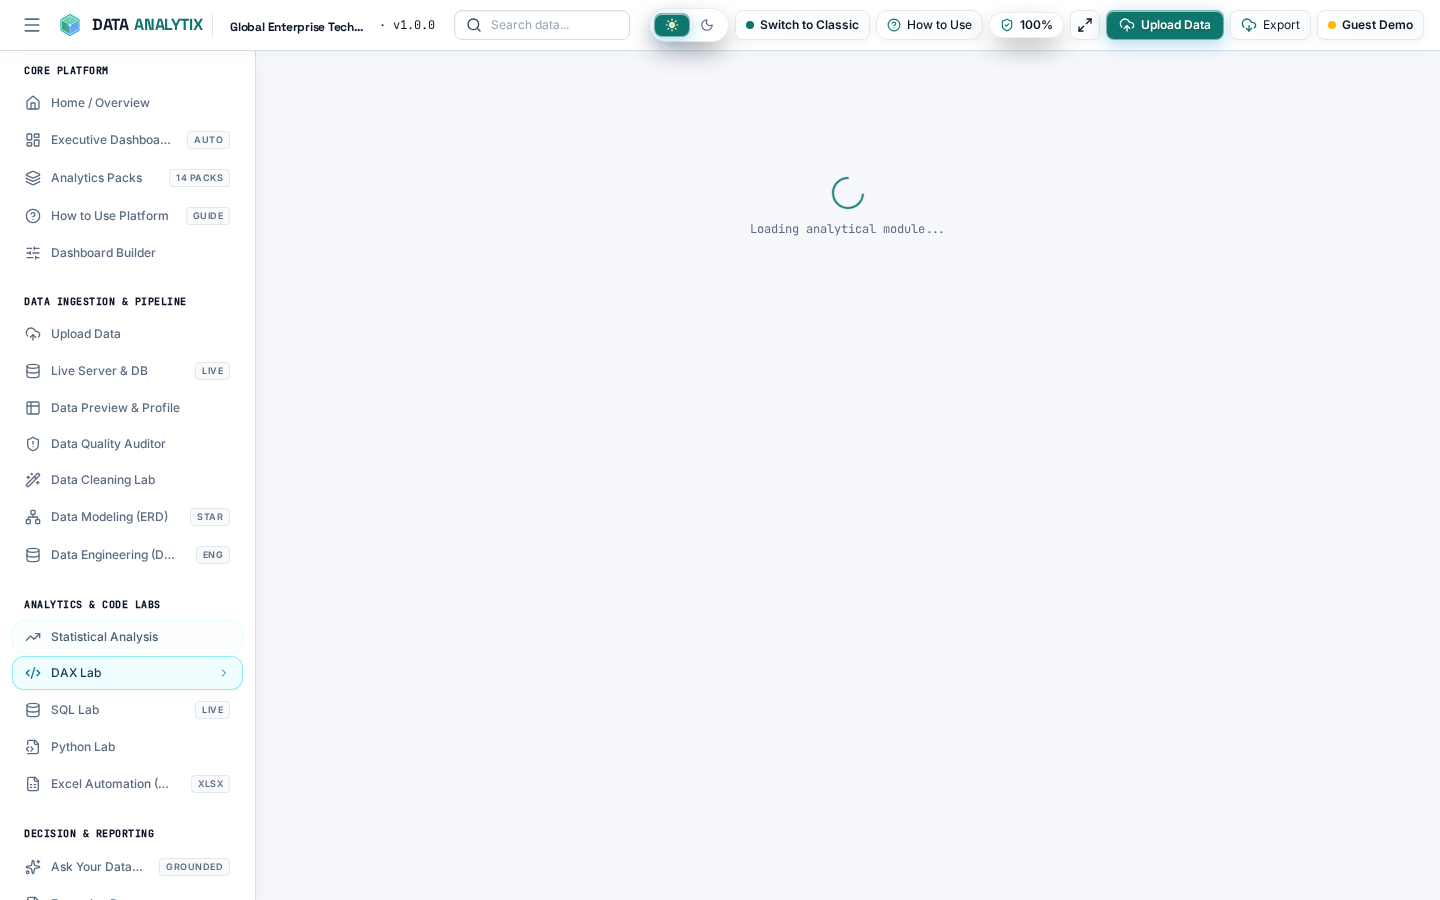 DATA ANALYTIX
Global Enterprise Tech...
· v1.0.0
Search data...
Switch to Classic
How to Use
100%
Upload Data
Export
Guest Demo
CORE PLATFORM
Home / Overview
Executive Dashboa... AUTO
Analytics Packs 14 PACKS
How to Use Platform GUIDE
Dashboard Builder
DATA INGESTION & PIPELINE
Upload Data
Live Server & DB LIVE
Data Preview & Profile
Data Quality Auditor
Data Cleaning Lab
Data Modeling (ERD) STAR
Data Engineering (D... ENG
ANALYTICS & CODE LABS
Statistical Analysis
DAX Lab
SQL Lab LIVE
Python Lab
Excel Automation (... XLSX
DECISION & REPORTING
Ask Your Data... GROUNDED
Loading analytical module...